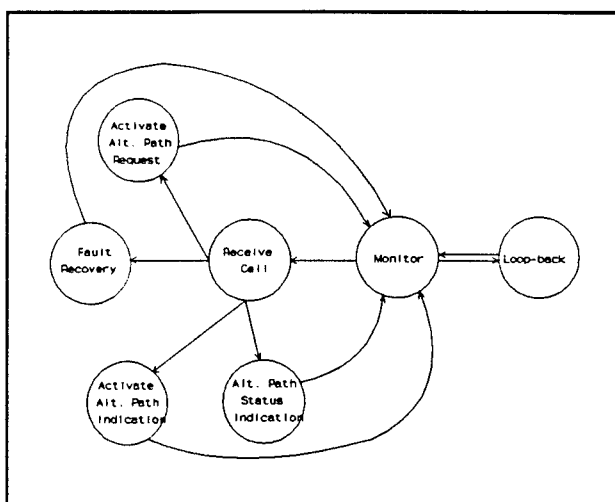 Activate
Alt. Path
Request
Fault
Recovery
Receive
Cell
Monitor
Loop-back
Activate
Alt. Path
Indication
Alt. Path
Status
Indication